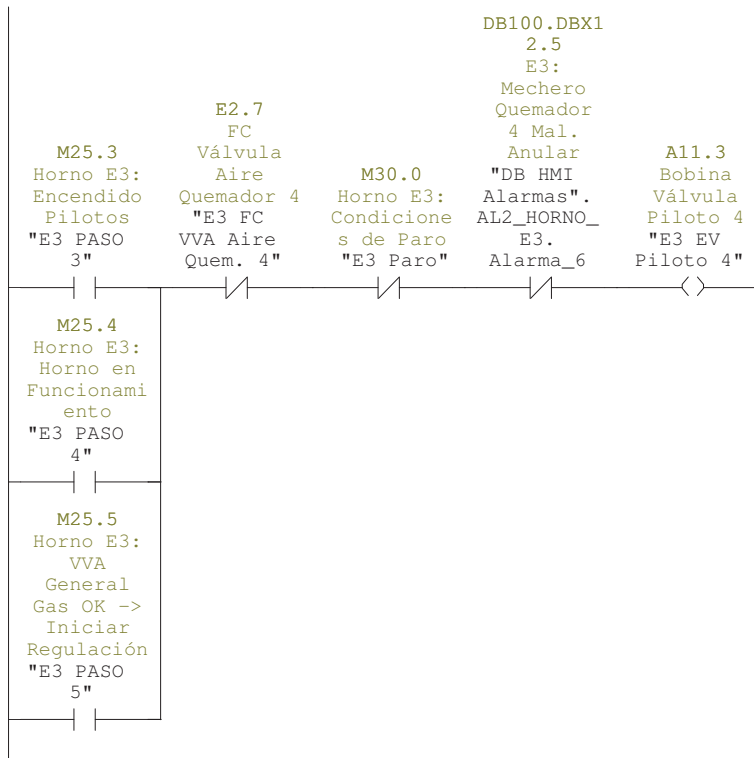 M25.3
Horno E3:
Encendido
Pilotos
"E3 PASO
3"
E2.7
FC
Válvula
Aire
Quemador 4
"E3 FC
VVA Aire
Quem. 4"
M30.0
Horno E3:
Condicione
s de Paro
"E3 Paro"
DB100.DBX1
2.5
E3:
Mechero
Quemador
4 Mal.
Anular
"DB HMI
Alarmas".
AL2_HORNO_
E3.
Alarma_6
A11.3
Bobina
Válvula
Piloto 4
"E3 EV
Piloto 4"
M25.4
Horno E3:
Horno en
Funcionami
ento
"E3 PASO
4"
M25.5
Horno E3:
VVA
General
Gas OK ->
Iniciar
Regulación
"E3 PASO
5"